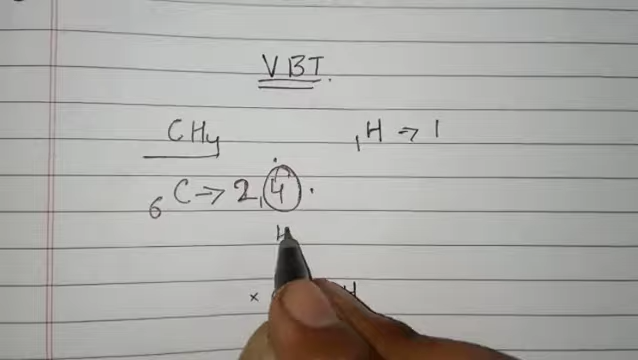 VBT.
CH4 ₁H → 1
₆C → 2,4
H
x H